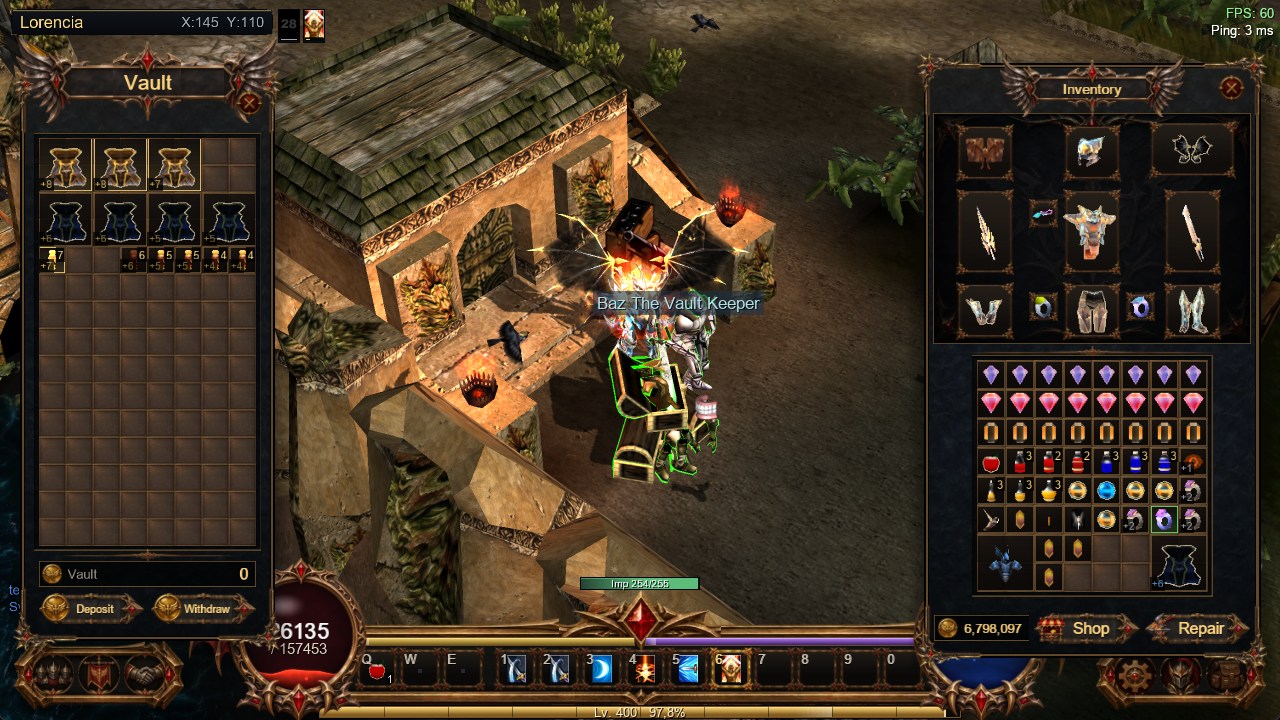 Lorencia X:145 Y:110
28
FPS: 60
Ping: 3 ms
Vault
Inventory
+8 +8 +7
+6 +6 +5 +5
7 6 5 5 4 4
+7 +6 +5 +5 +4 +4
Baz The Vault Keeper
3 2 2 3 3 3
+1
3 3 3
+2
+2 +2
+6
Vault 0
Deposit Withdraw
Imp 254/255
6135
/ 157453
Q W E 1 2 3 4 5 6 7 8 9 0
1
6,798,097 Shop Repair
Lv. 400 97,8%